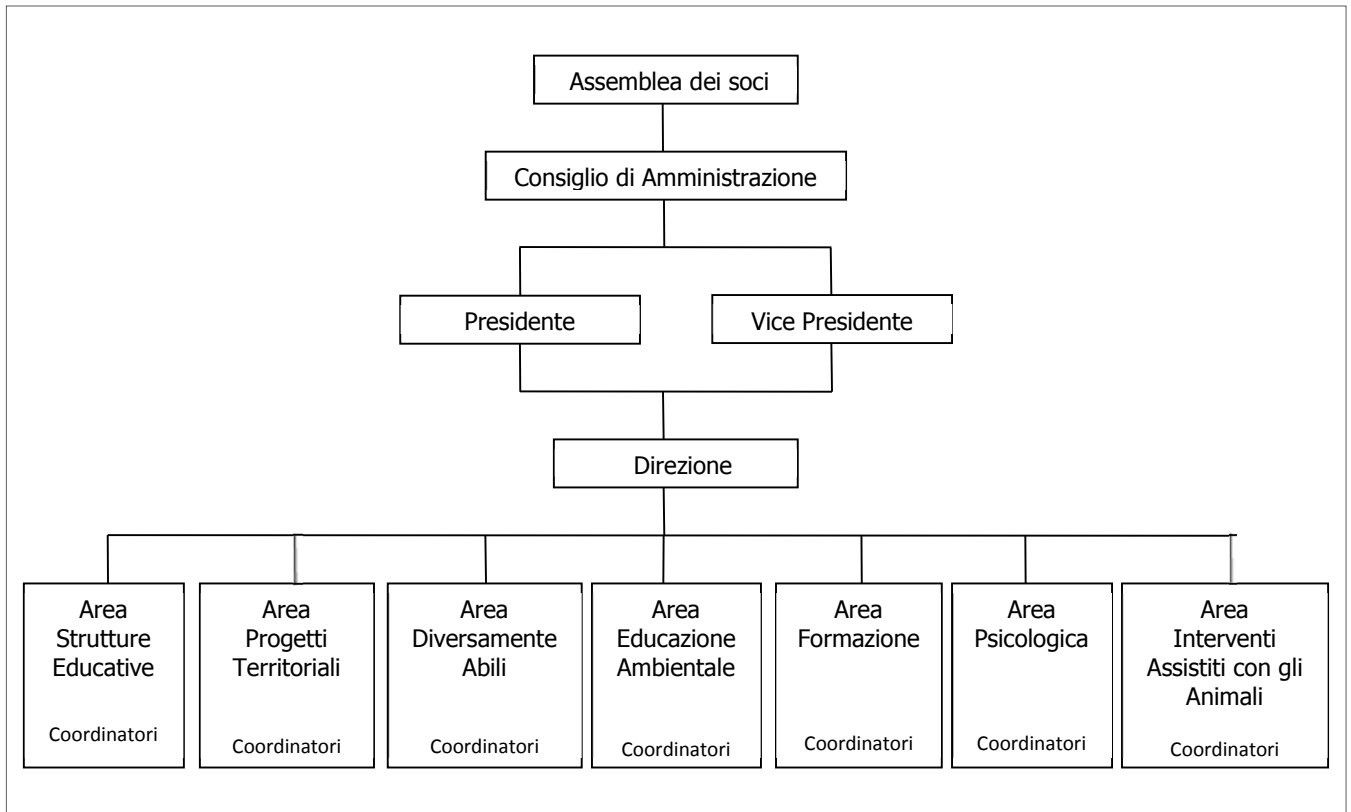 Assemblea dei soci
Consiglio di Amministrazione
Presidente
Vice Presidente
Direzione
Area
Strutture
Educative
Coordinatori
Area
Progetti
Territoriali
Coordinatori
Area
Diversamente
Abili
Coordinatori
Area
Educazione
Ambientale
Coordinatori
Area
Formazione
Coordinatori
Area
Psicologica
Coordinatori
Area
Interventi
Assistiti con gli
Animali
Coordinatori